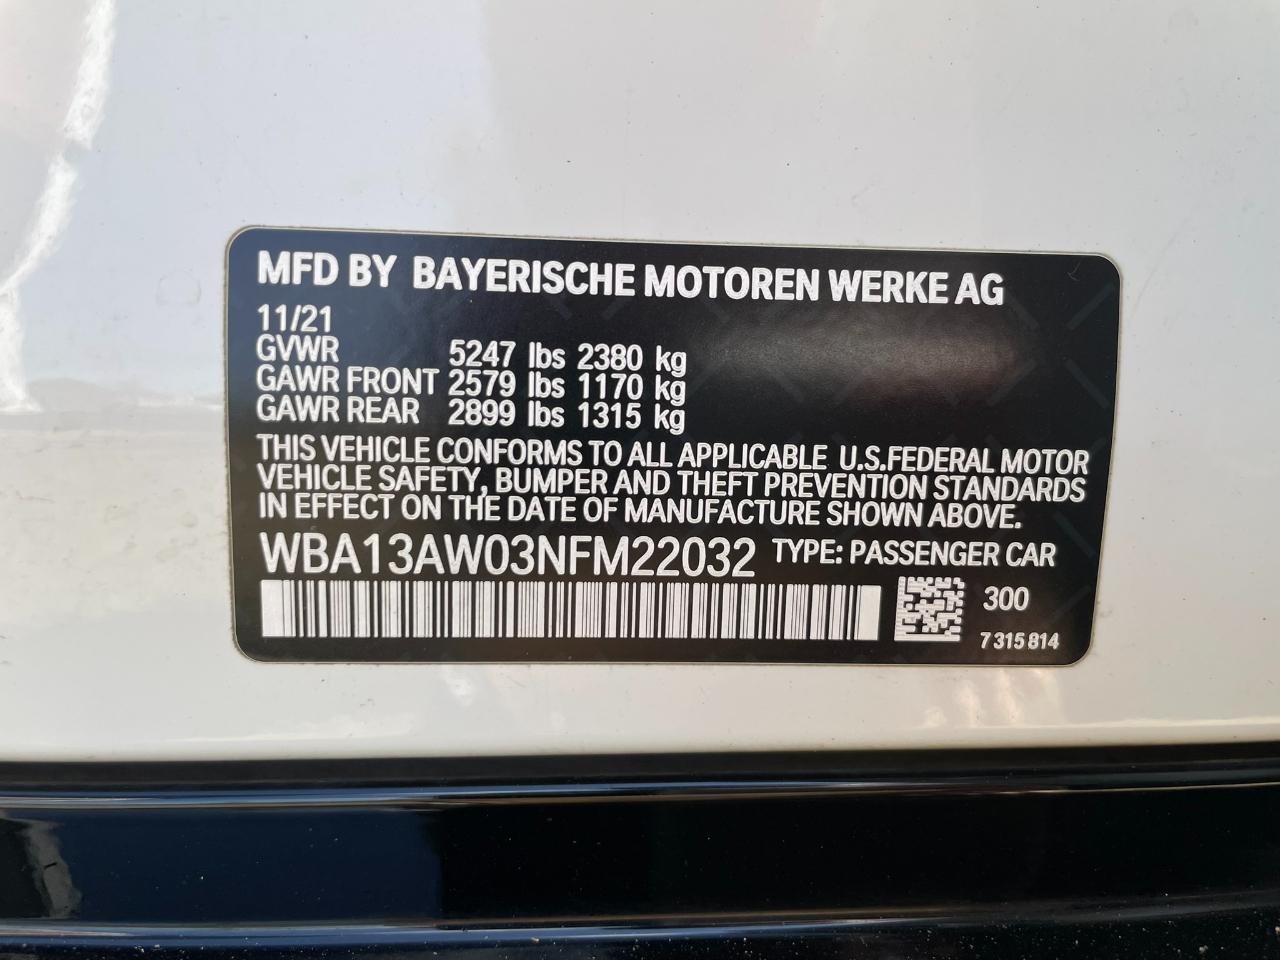 MFD BY BAYERISCHE MOTOREN WERKE AG
11/21
GVWR 5247 lbs 2380 kg
GAWR FRONT 2579 lbs 1170 kg
GAWR REAR 2899 lbs 1315 kg
THIS VEHICLE CONFORMS TO ALL APPLICABLE U.S.FEDERAL MOTOR
VEHICLE SAFETY, BUMPER AND THEFT PREVENTION STANDARDS
IN EFFECT ON THE DATE OF MANUFACTURE SHOWN ABOVE.
WBA13AW03NFM22032 TYPE: PASSENGER CAR
300
7 315 814